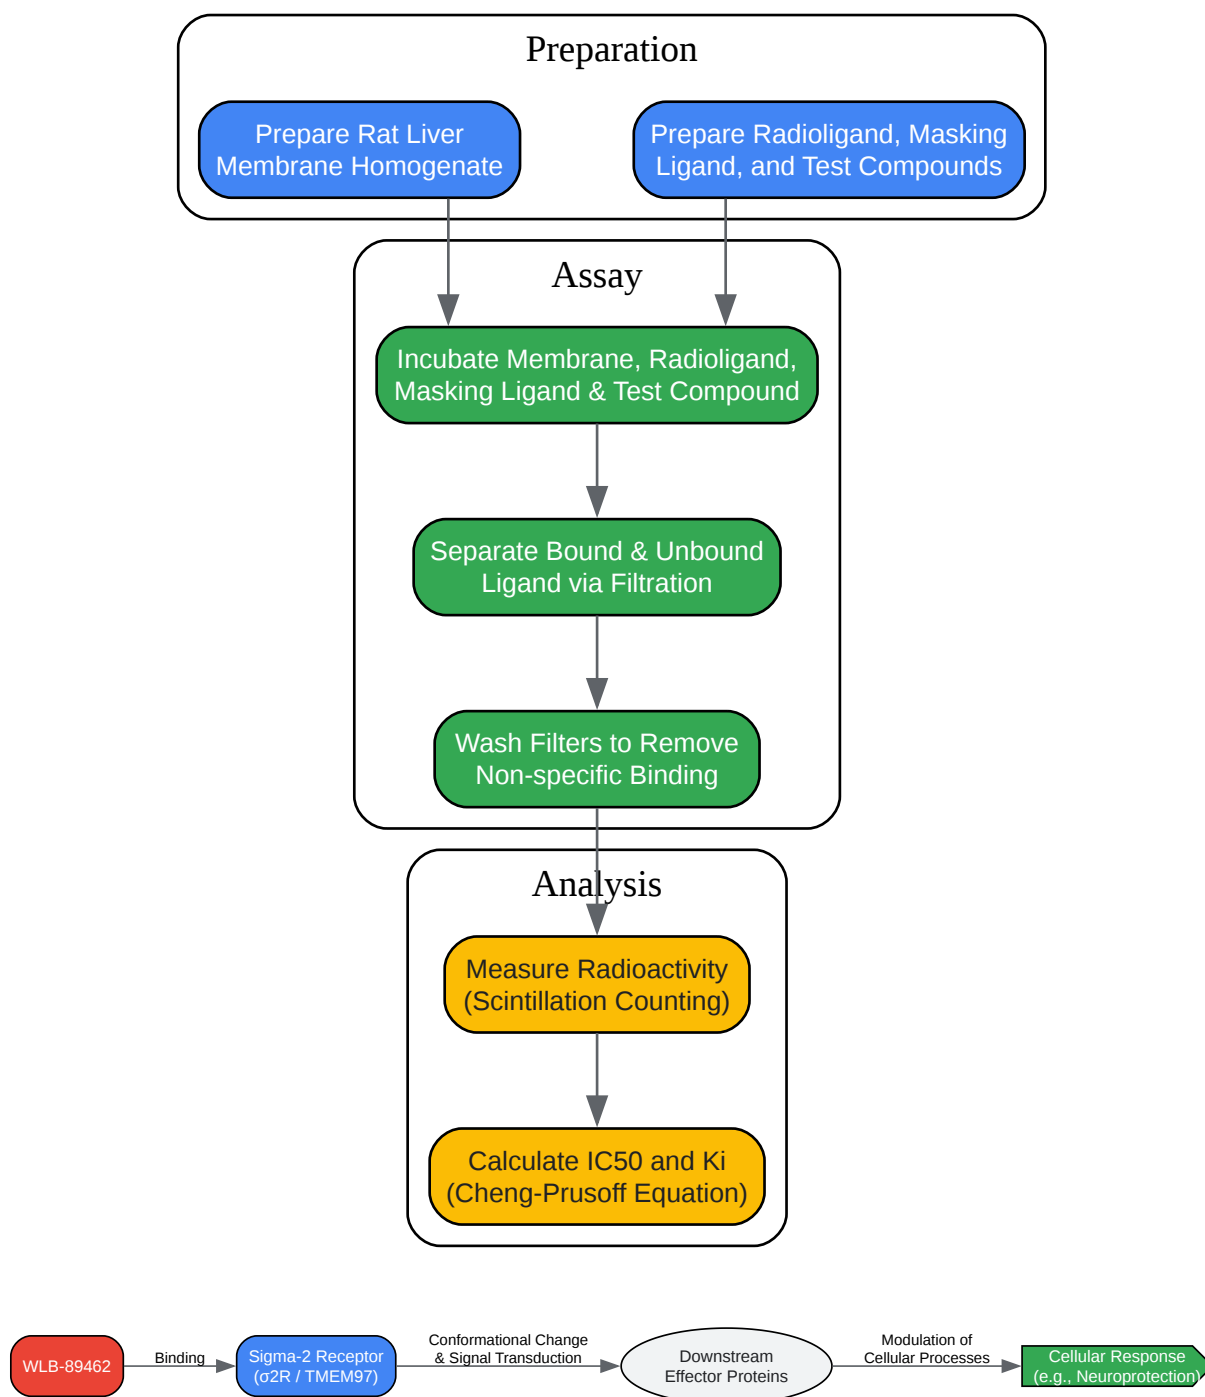 Preparation
Prepare Rat Liver
Membrane Homogenate
Prepare Radioligand, Masking
Ligand, and Test Compounds
Assay
Incubate Membrane, Radioligand,
Masking Ligand & Test Compound
Separate Bound & Unbound
Ligand via Filtration
Wash Filters to Remove
Non-specific Binding
Analysis
Measure Radioactivity
(Scintillation Counting)
Calculate IC50 and Ki
(Cheng-Prusoff Equation)
WLB-89462
Binding
Sigma-2 Receptor
(σ2R / TMEM97)
Conformational Change
& Signal Transduction
Downstream
Effector Proteins
Modulation of
Cellular Processes
Cellular Response
(e.g., Neuroprotection)